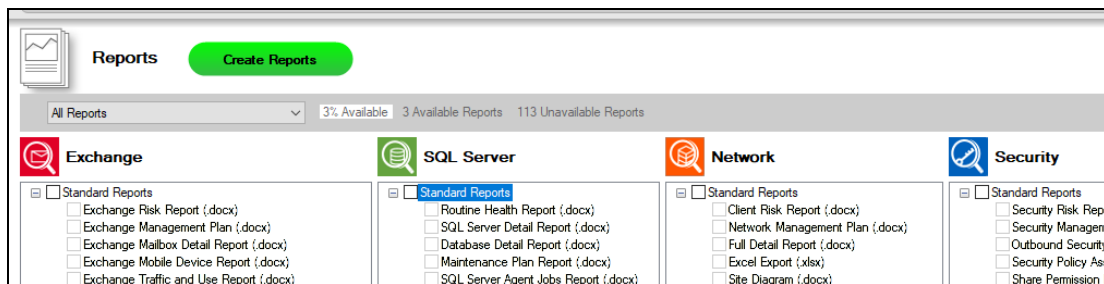 Reports
Create Reports
All Reports
3% Available 3 Available Reports 113 Unavailable Reports
Exchange
Standard Reports
Exchange Risk Report (.docx)
Exchange Management Plan (.docx)
Exchange Mailbox Detail Report (.docx)
Exchange Mobile Device Report (.docx)
Exchange Traffic and Use Report (.docx)
SQL Server
Standard Reports
Routine Health Report (.docx)
SQL Server Detail Report (.docx)
Database Detail Report (.docx)
Maintenance Plan Report (.docx)
SQL Server Agent Jobs Report (.docx)
Network
Standard Reports
Client Risk Report (.docx)
Network Management Plan (.docx)
Full Detail Report (.docx)
Excel Export (.xlsx)
Site Diagram (.docx)
Security
Standard Reports
Security Risk Rep
Security Managem
Outbound Security
Security Policy As
Share Permission